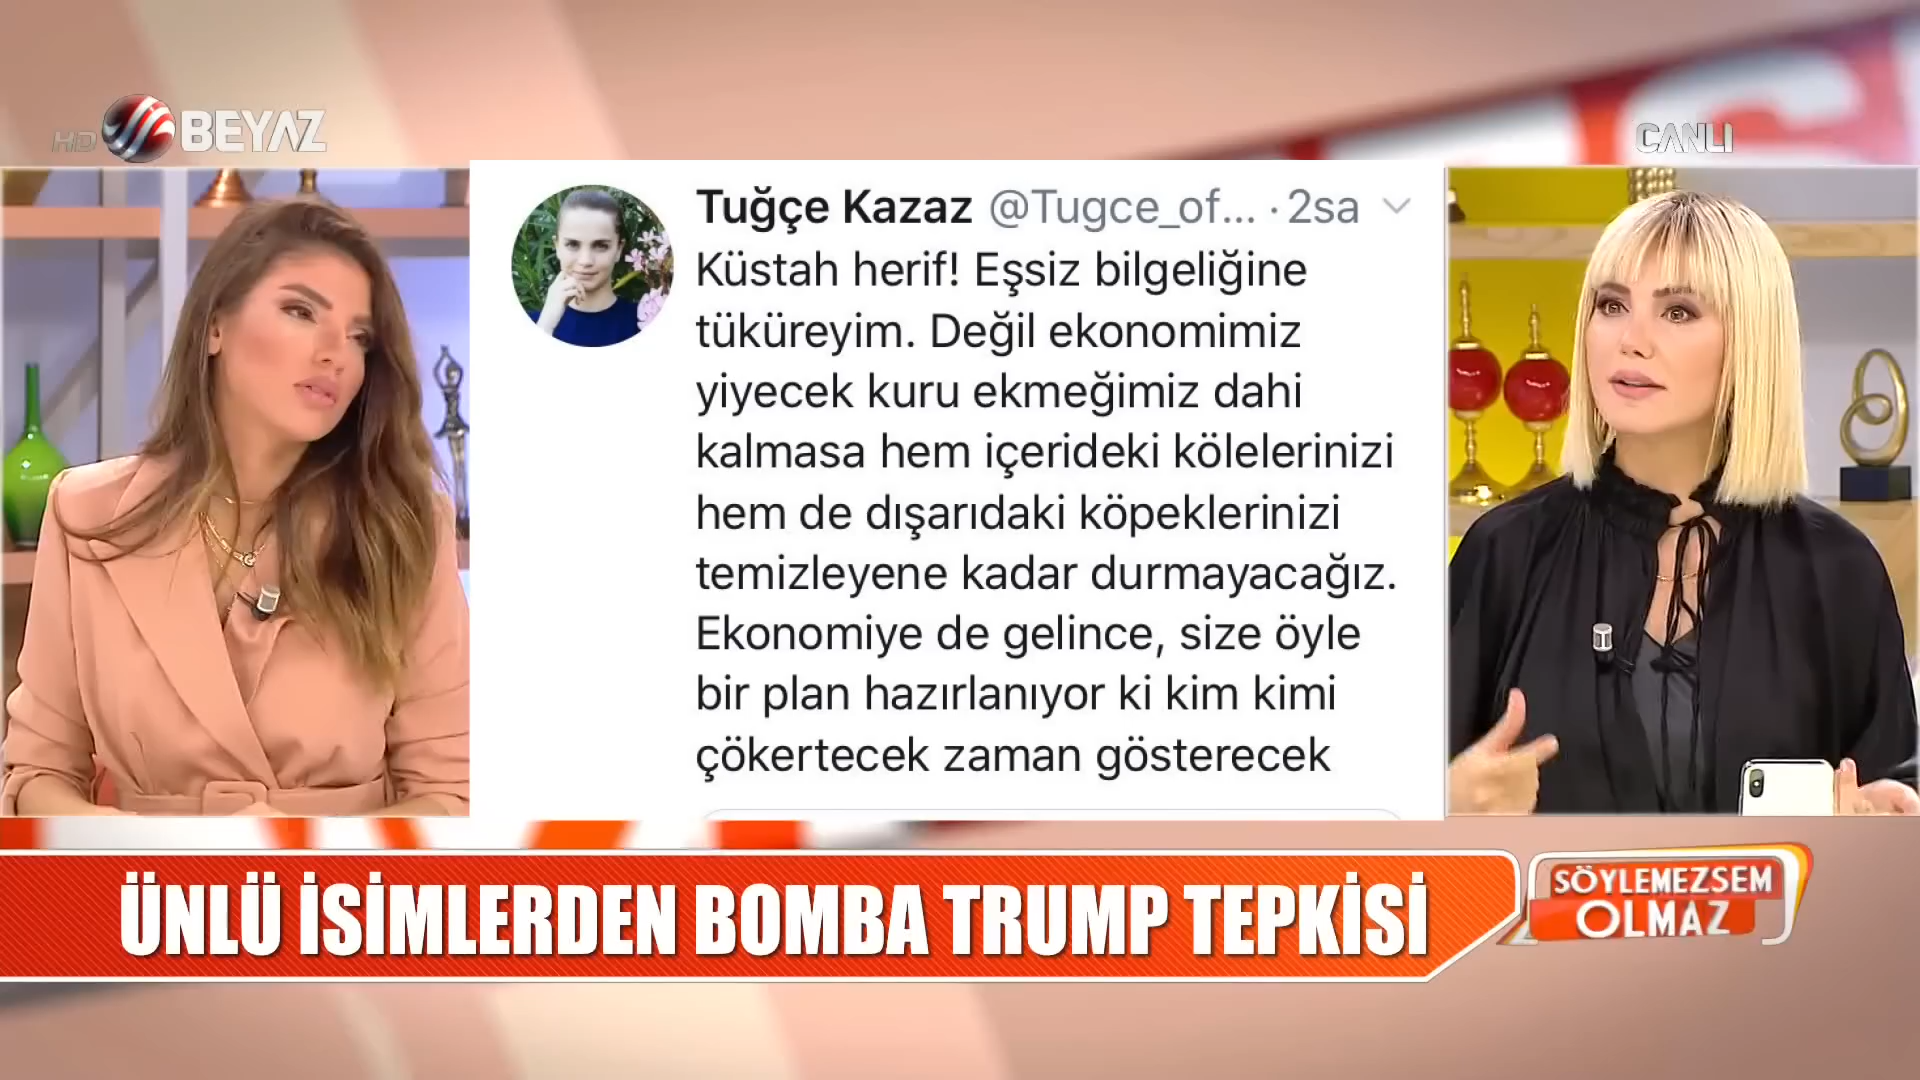 HD BEYAZ
CANLI
Tuğçe Kazaz @Tugce_of... · 2sa
Küstah herif! Eşsiz bilgeliğine
tüküreyim. Değil ekonomimiz
yiyecek kuru ekmeğimiz dahi
kalmasa hem içerideki kölelerinizi
hem de dışarıdaki köpeklerinizi
temizleyene kadar durmayacağız.
Ekonomiye de gelince, size öyle
bir plan hazırlanıyor ki kim kimi
çökertecek zaman gösterecek
ÜNLÜ İSİMLERDEN BOMBA TRUMP TEPKİSİ
SÖYLEMEZSEM
OLMAZ